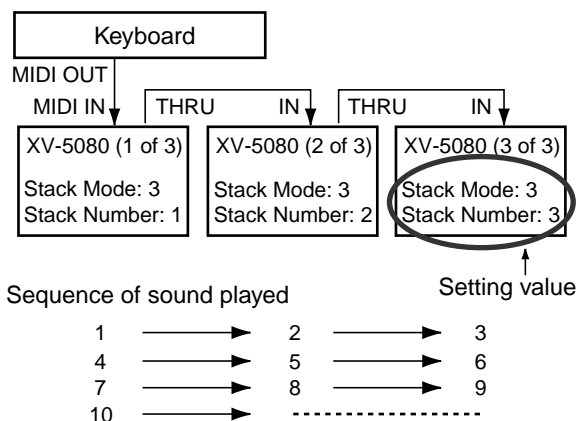 Keyboard
MIDI OUT
MIDI IN THRU IN THRU IN
XV-5080 (1 of 3) XV-5080 (2 of 3) XV-5080 (3 of 3)
Stack Mode: 3 Stack Mode: 3 Stack Mode: 3
Stack Number: 1 Stack Number: 2 Stack Number: 3
Setting value
Sequence of sound played
1 2 3
4 5 6
7 8 9
10